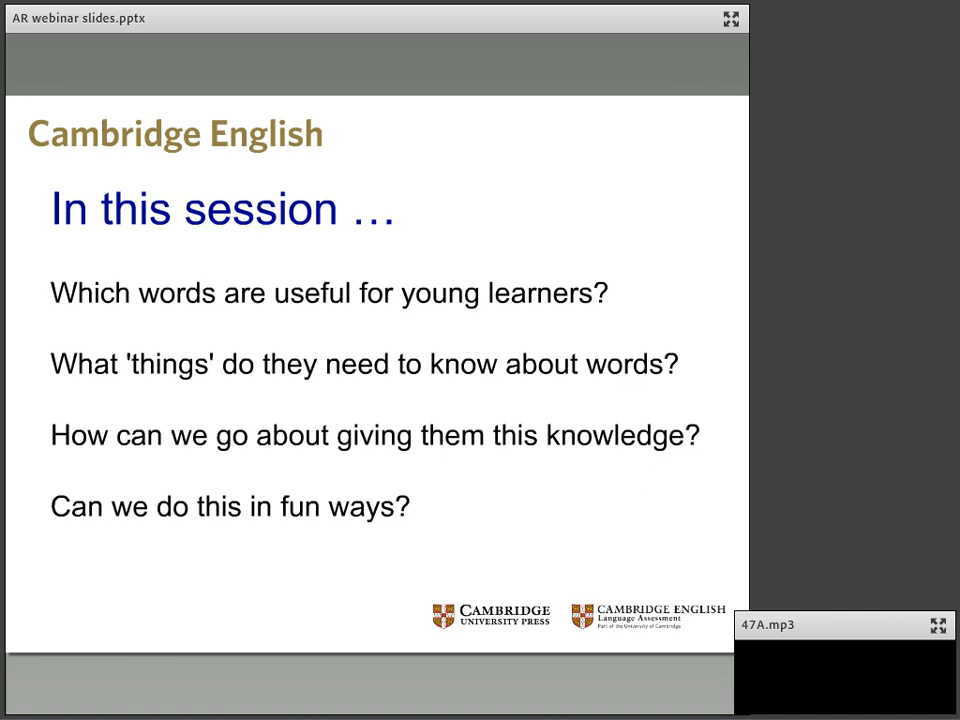 AR webinar slides.pptx
Cambridge English
In this session …
Which words are useful for young learners?
What 'things' do they need to know about words?
How can we go about giving them this knowledge?
Can we do this in fun ways?
CAMBRIDGE
UNIVERSITY PRESS
CAMBRIDGE ENGLISH
Language Assessment
Part of the University of Cambridge
47A.mp3